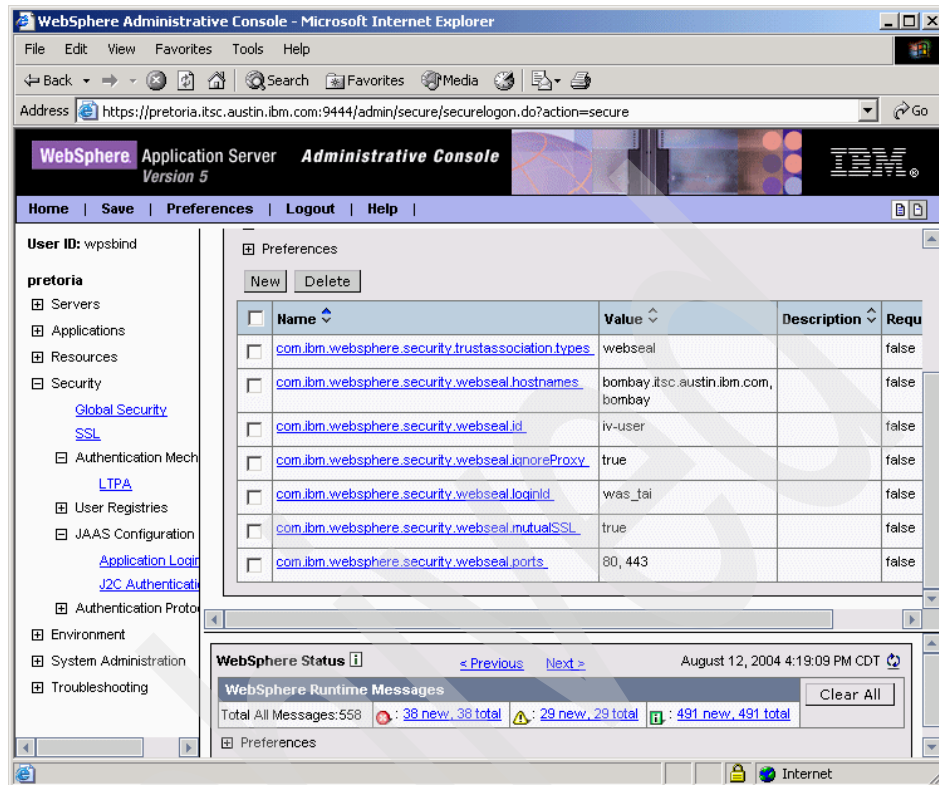 WebSphere Administrative Console - Microsoft Internet Explorer
File Edit View Favorites Tools Help
Back Search Favorites Media
Address https://pretoria.itsc.austin.ibm.com:9444/admin/secure/securelogon.do?action=secure Go
WebSphere Application Server Administrative Console
Version 5
IBM
Home | Save | Preferences | Logout | Help |
User ID: wpsbind
pretoria
Servers
Applications
Resources
Security
Global Security
SSL
Authentication Mech
LTPA
User Registries
JAAS Configuration
Application Login
J2C Authenticati
Authentication Proto
Environment
System Administration
Troubleshooting
Preferences
New Delete
Name Value Description Requ
com.ibm.websphere.security.trustassociation.types webseal false
com.ibm.websphere.security.webseal.hostnames bombay.itsc.austin.ibm.com, false
bombay
com.ibm.websphere.security.webseal.id iv-user false
com.ibm.websphere.security.webseal.ignoreProxy true false
com.ibm.websphere.security.webseal.loginId was_tai false
com.ibm.websphere.security.webseal.mutualSSL true false
com.ibm.websphere.security.webseal.ports 80, 443 false
WebSphere Status < Previous Next > August 12, 2004 4:19:09 PM CDT
WebSphere Runtime Messages Clear All
Total All Messages:558 : 38 new, 38 total : 29 new, 29 total : 491 new, 491 total
Preferences
Internet